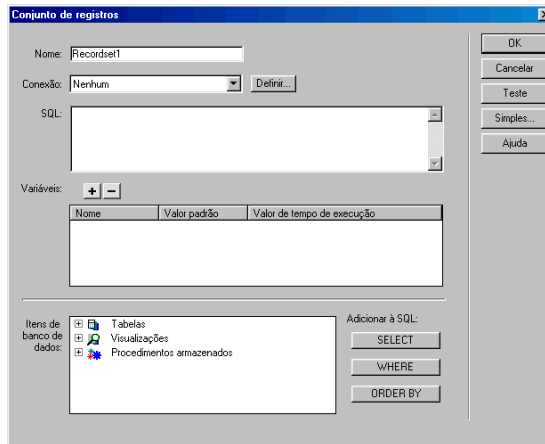 Conjunto de registros
Nome: Recordset1
OK
Conexão: Nenhum Definir...
Cancelar
Teste
SQL:
Simples...
Ajuda
Variáveis: + −
Nome Valor padrão Valor de tempo de execução
Itens de banco de dados:
Tabelas
Visualizações
Procedimentos armazenados
Adicionar à SQL:
SELECT
WHERE
ORDER BY